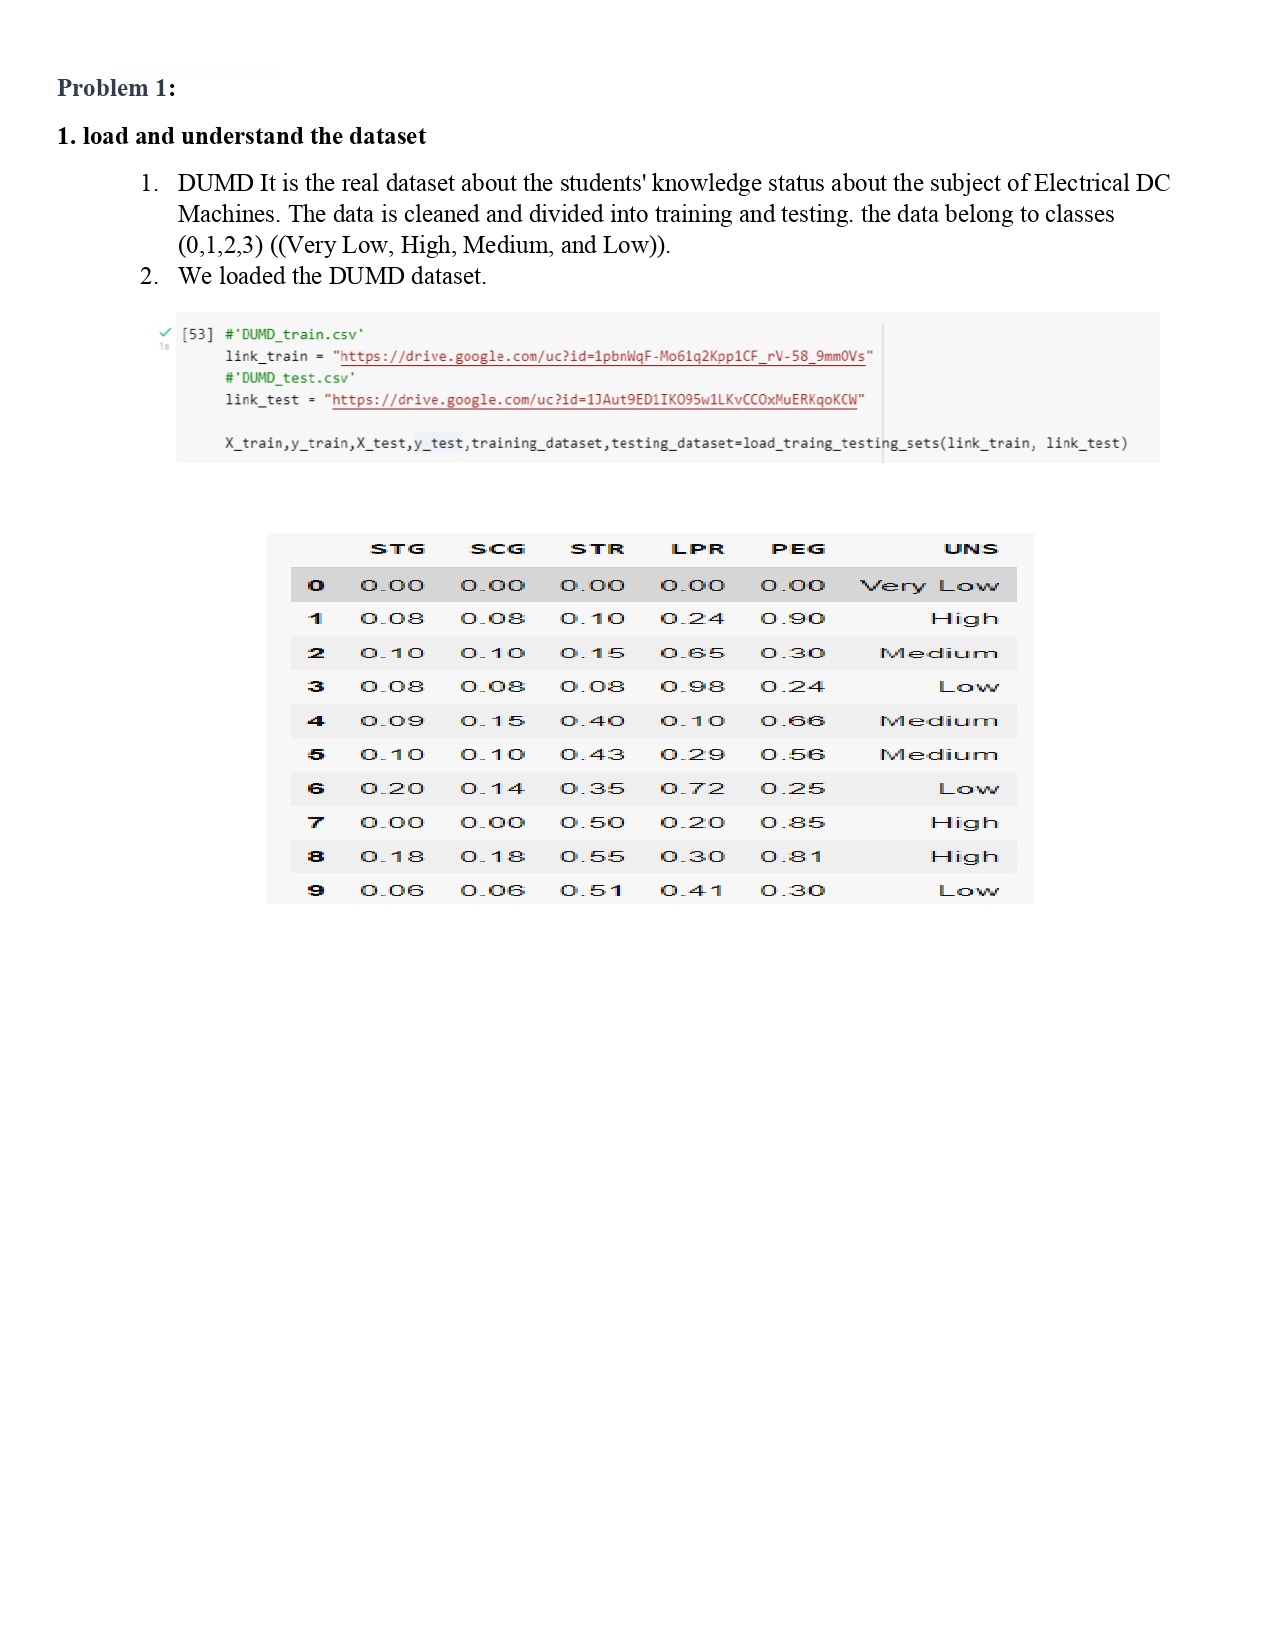 Problem 1:
1. load and understand the dataset
1. DUMD It is the real dataset about the students' knowledge status about the subject of Electrical DC
Machines. The data is cleaned and divided into training and testing. the data belong to classes
(0,1,2,3) ((Very Low, High, Medium, and Low)).
2. We loaded the DUMD dataset.
[53] #'DUMD_train.csv'
1s link_train = "https://drive.google.com/uc?id=1pbnWqF-Mo61q2Kpp1CF_rV-58_9mmOVs"
#'DUMD_test.csv'
link_test = "https://drive.google.com/uc?id=1JAut9ED1IKO95w1LKvCCOxMuERKqoKCW"
X_train,y_train,X_test,y_test,training_dataset,testing_dataset=load_traing_testing_sets(link_train, link_test)
STG SCG STR LPR PEG UNS
0 0.00 0.00 0.00 0.00 0.00 Very Low
1 0.08 0.08 0.10 0.24 0.90 High
2 0.10 0.10 0.15 0.65 0.30 Medium
3 0.08 0.08 0.08 0.98 0.24 Low
4 0.09 0.15 0.40 0.10 0.66 Medium
5 0.10 0.10 0.43 0.29 0.56 Medium
6 0.20 0.14 0.35 0.72 0.25 Low
7 0.00 0.00 0.50 0.20 0.85 High
8 0.18 0.18 0.55 0.30 0.81 High
9 0.06 0.06 0.51 0.41 0.30 Low